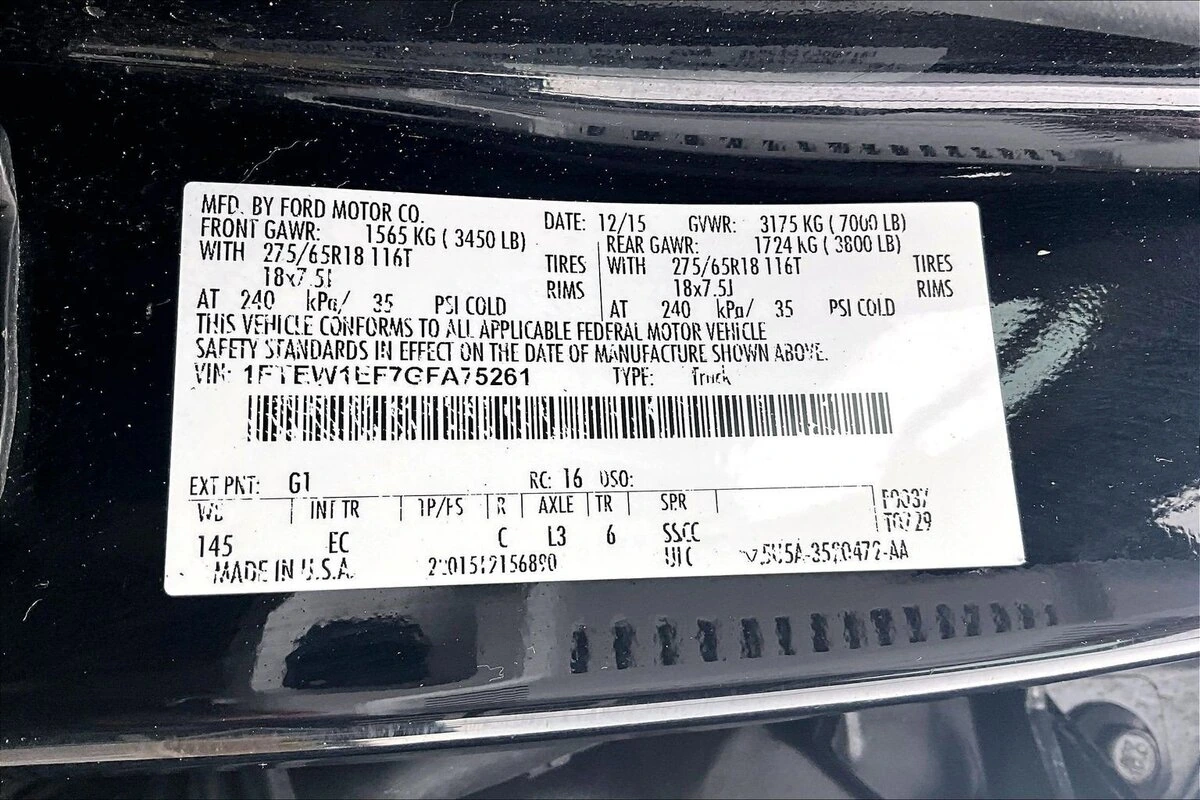 MFD. BY FORD MOTOR CO. DATE: 12/15 GVWR: 3175 KG ( 7000 LB)
FRONT GAWR: 1565 KG ( 3450 LB) REAR GAWR: 1724 KG ( 3800 LB)
WITH 275/65R18 116T TIRES WITH 275/65R18 116T TIRES
18x7.5J RIMS 18x7.5J RIMS
AT 240 kPa/ 35 PSI COLD AT 240 kPa/ 35 PSI COLD
THIS VEHICLE CONFORMS TO ALL APPLICABLE FEDERAL MOTOR VEHICLE
SAFETY STANDARDS IN EFFECT ON THE DATE OF MANUFACTURE SHOWN ABOVE.
VIN: 1FTEW1EF7GFA75261 TYPE: Truck
EXT PNT: G1 RC: 16 DSO:
WB INT TR TP/PS R AXLE TR SPR
145 EC C L3 6 SSCC
MADE IN U.S.A.